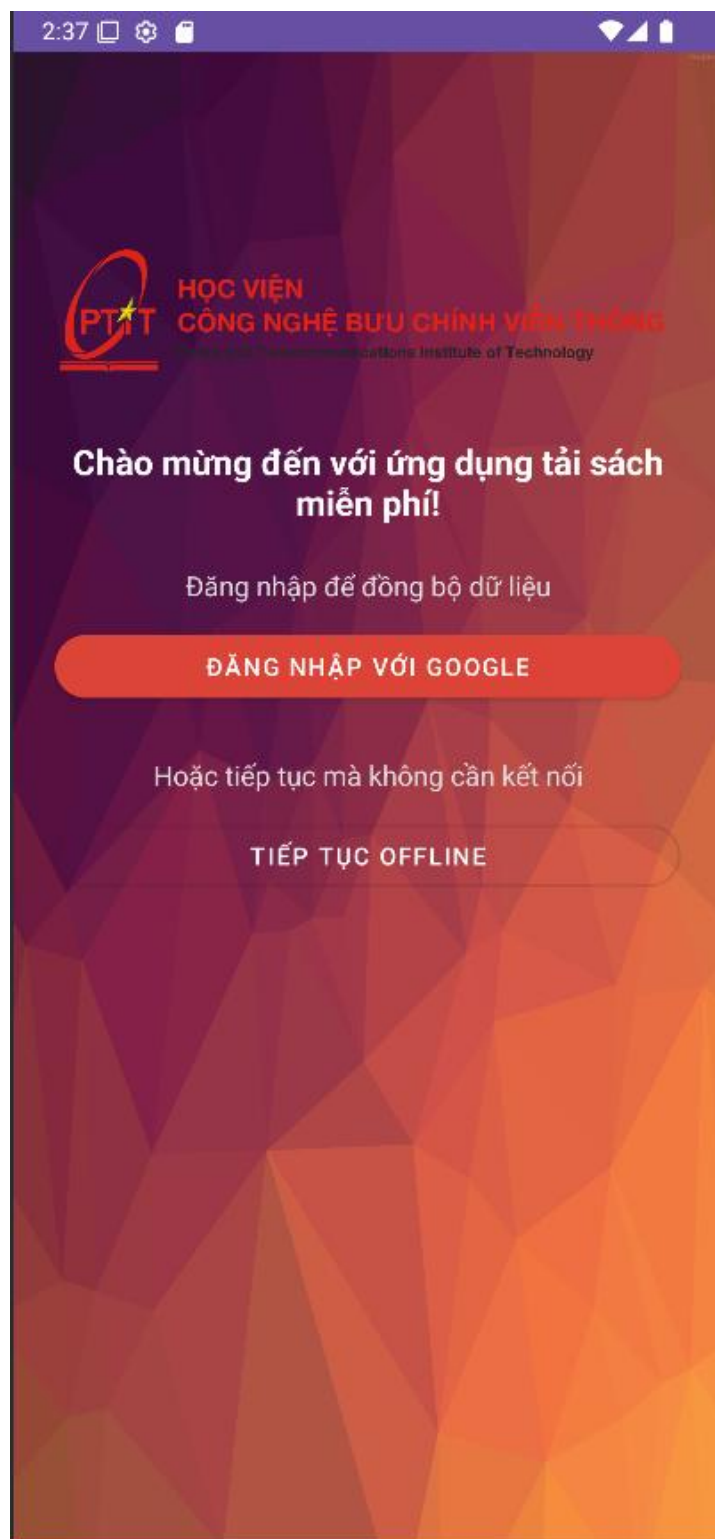 2:37
PTIT
HỌC VIỆN
CÔNG NGHỆ BƯU CHÍNH VIỄN THÔNG
Telecommunications Institute of Technology
Chào mừng đến với ứng dụng tải sách
miễn phí!
Đăng nhập để đồng bộ dữ liệu
ĐĂNG NHẬP VỚI GOOGLE
Hoặc tiếp tục mà không cần kết nối
TIẾP TỤC OFFLINE